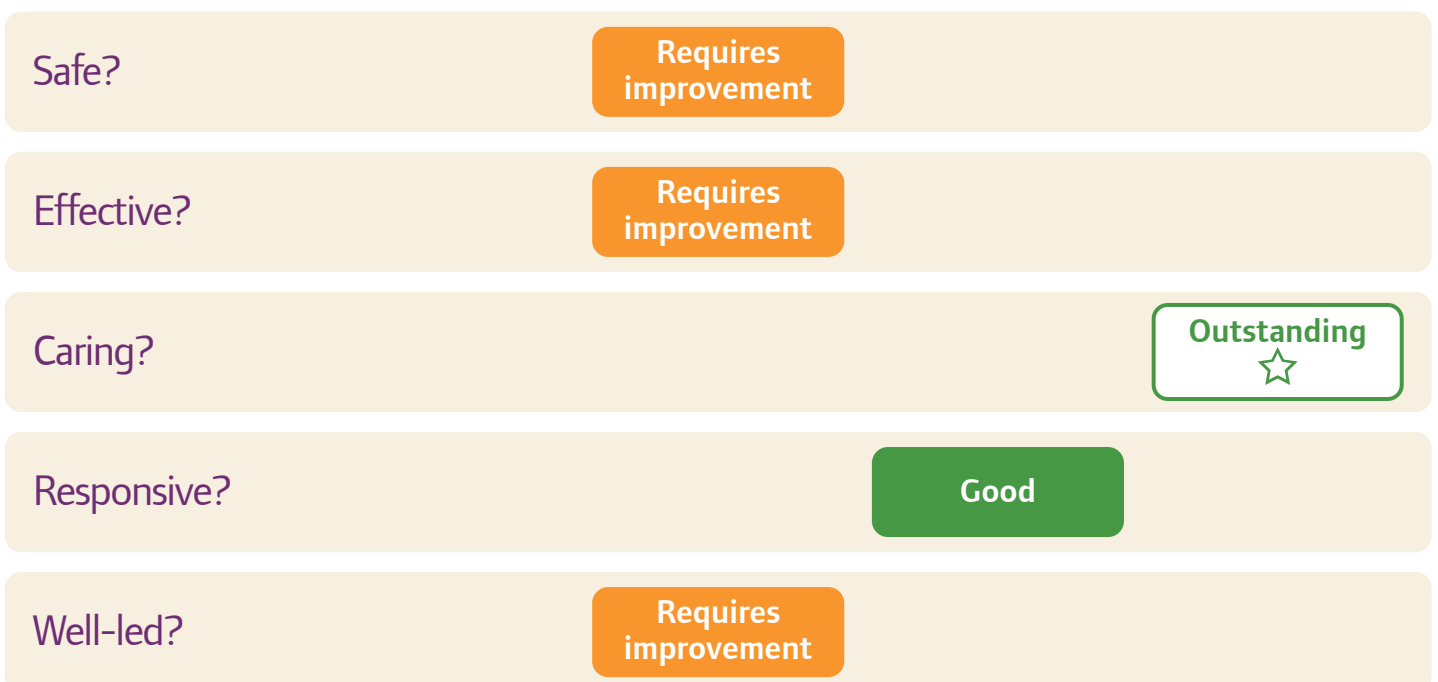 Safe?
Requires
improvement
Effective?
Requires
improvement
Caring?
Outstanding
Responsive?
Good
Well-led?
Requires
improvement